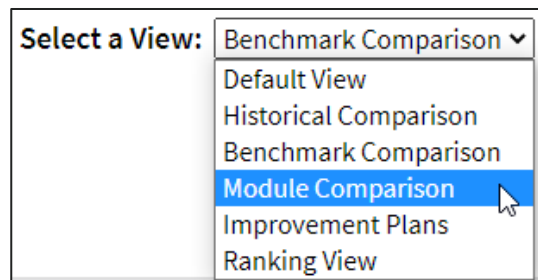 Select a View: Benchmark Comparison
Default View
Historical Comparison
Benchmark Comparison
Module Comparison
Improvement Plans
Ranking View